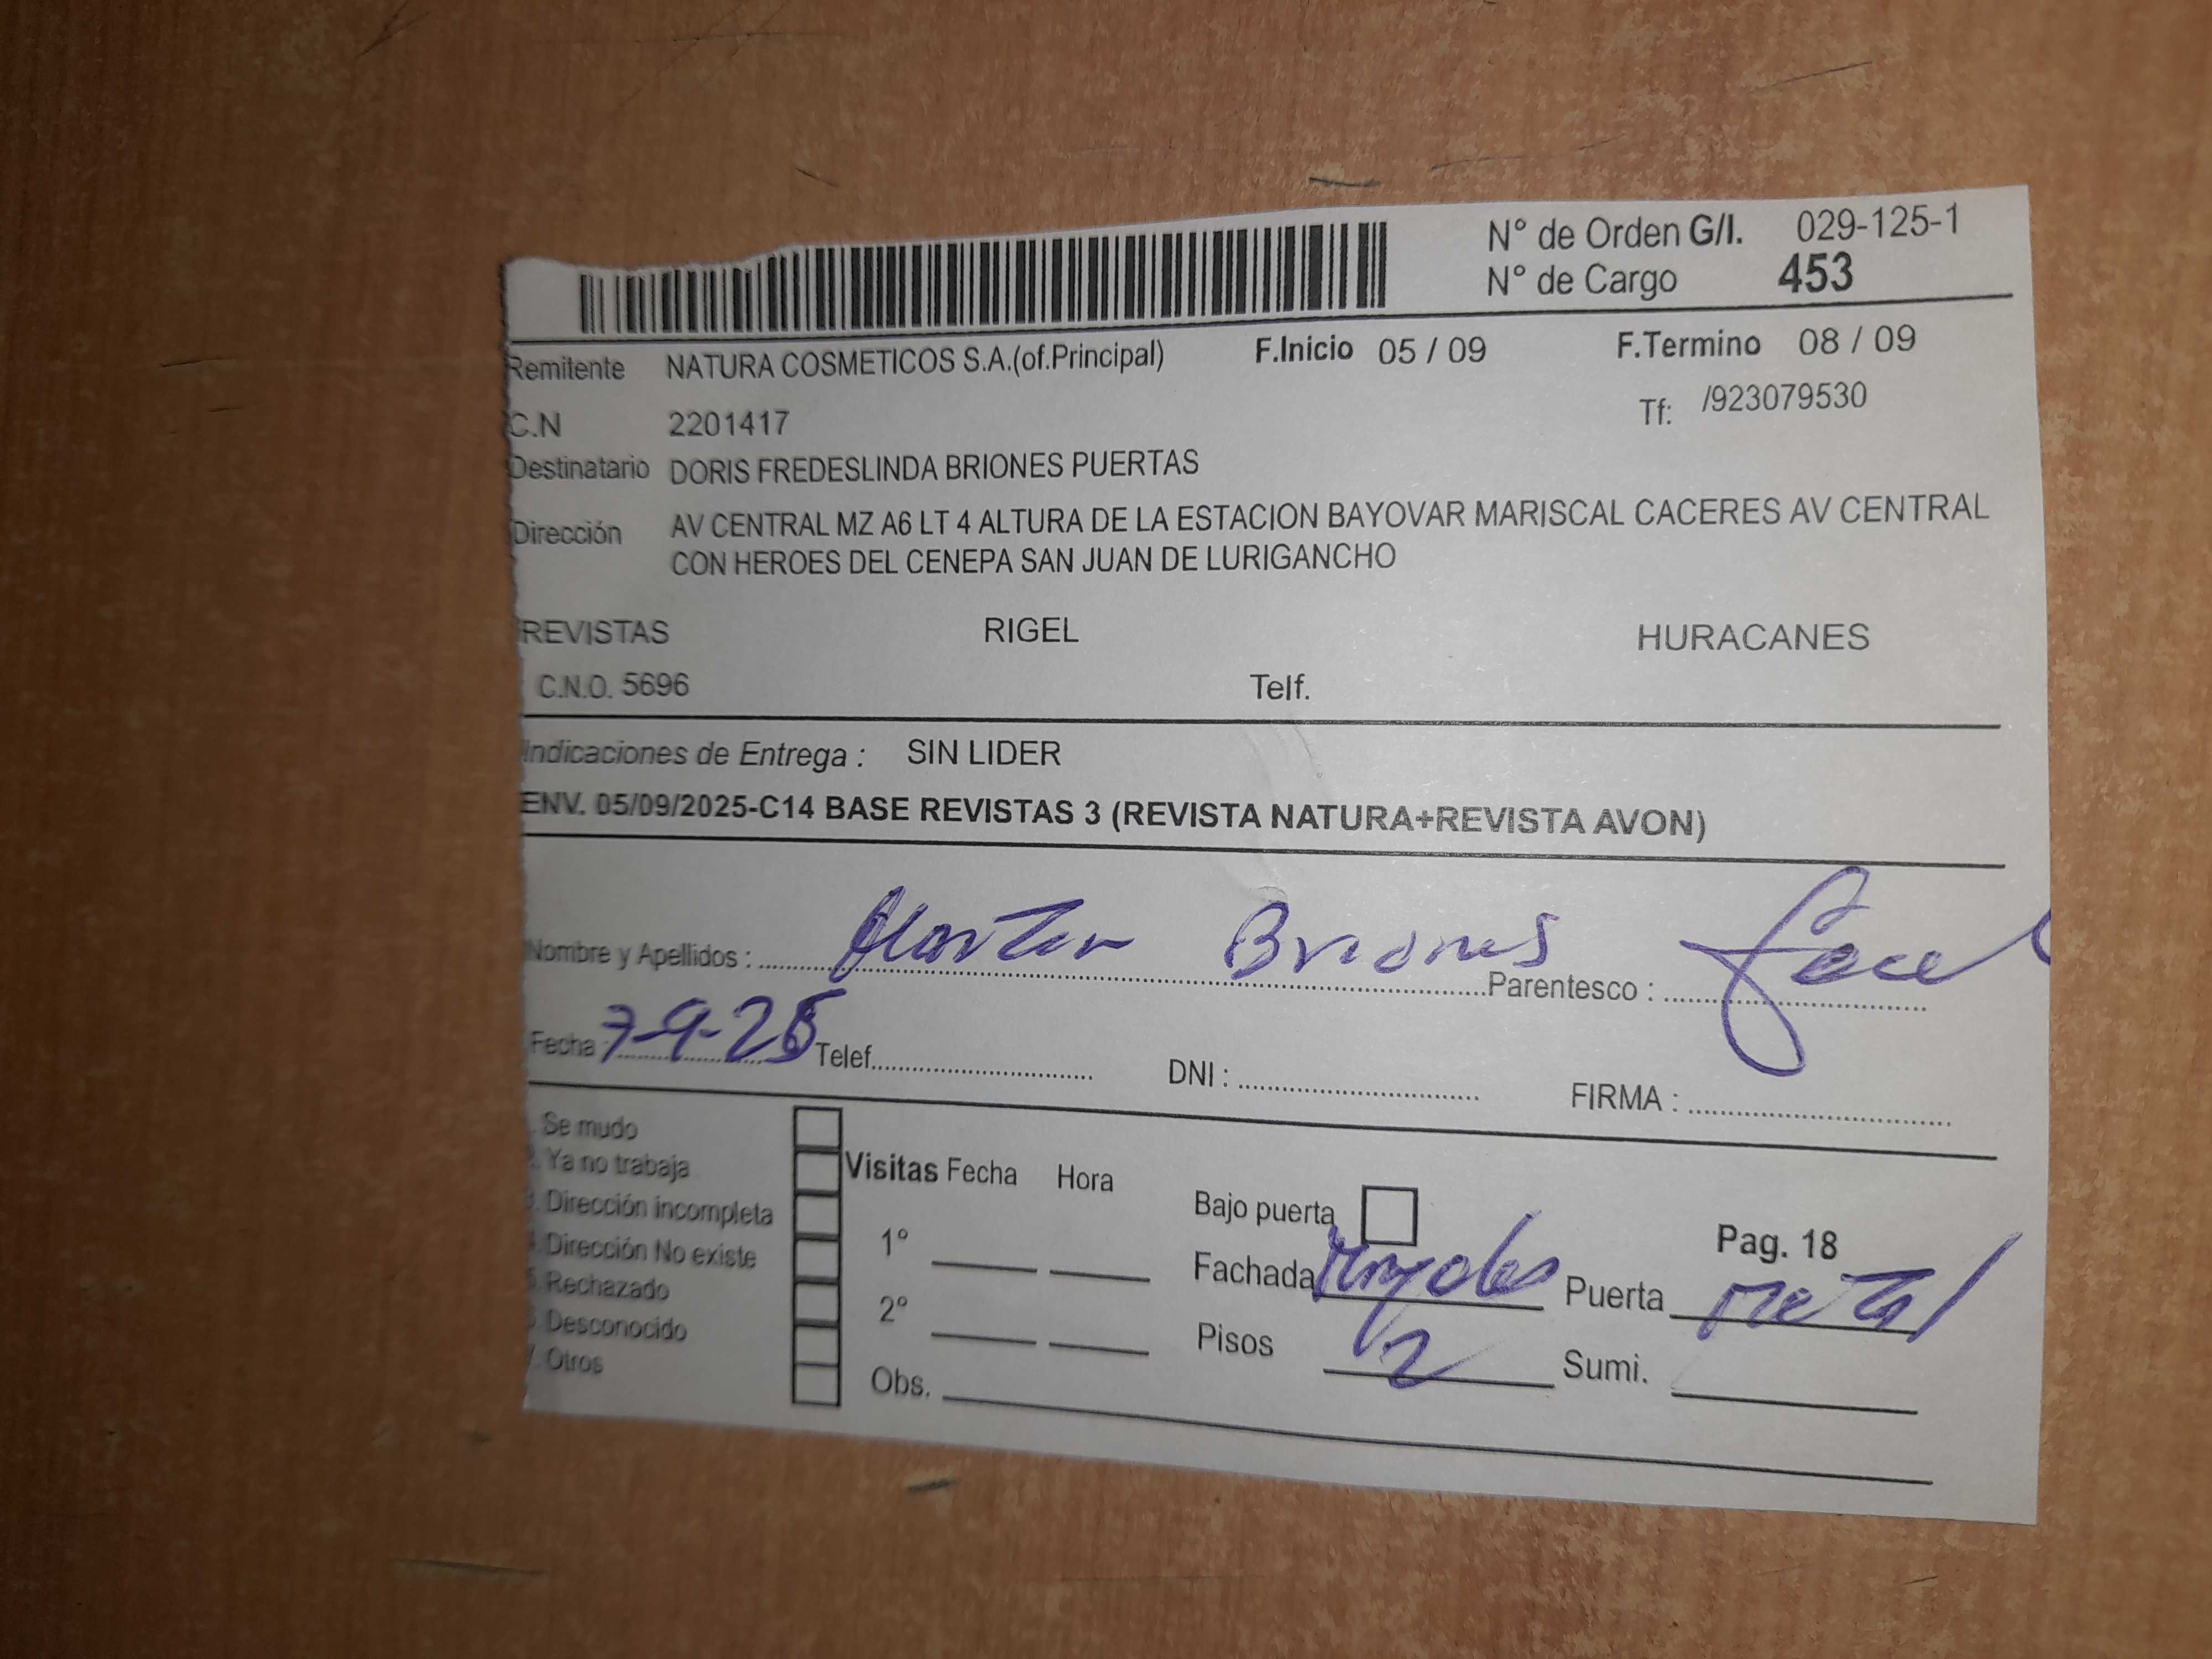 N° de Orden G/I. 029-125-1
N° de Cargo 453
Remitente NATURA COSMETICOS S.A.(of.Principal) F.Inicio 05 / 09 F.Termino 08 / 09
C.N 2201417 Tf: /923079530
Destinatario DORIS FREDESLINDA BRIONES PUERTAS
Dirección AV CENTRAL MZ A6 LT 4 ALTURA DE LA ESTACION BAYOVAR MARISCAL CACERES AV CENTRAL
CON HEROES DEL CENEPA SAN JUAN DE LURIGANCHO
REVISTAS RIGEL HURACANES
C.N.O. 5696 Telf.
Indicaciones de Entrega : SIN LIDER
ENV. 05/09/2025-C14 BASE REVISTAS 3 (REVISTA NATURA+REVISTA AVON)
Nombre y Apellidos : Briones Parentesco :
Fecha : 7-9-25 Telef. DNI : FIRMA :
Se mudo
Ya no trabaja Visitas Fecha Hora
Dirección incompleta Bajo puerta Pag. 18
Dirección No existe 1° Fachada Puerta metal
Rechazado
Desconocido 2° Pisos 2 Sumi.
Otros Obs.